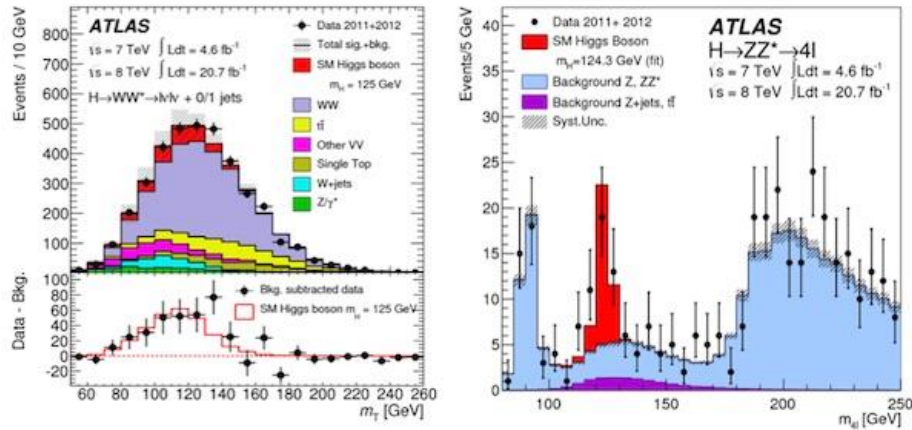 Events / 10 GeV
ATLAS
√s = 7 TeV ∫Ldt = 4.6 fb⁻¹
√s = 8 TeV ∫Ldt = 20.7 fb⁻¹
H→WW*→lνlν + 0/1 jets
Data 2011+2012
Total sig.+bkg.
SM Higgs boson
m_H = 125 GeV
WW
tt̄
Other VV
Single Top
W+jets
Z/γ*
800
700
600
500
400
300
200
100
Data - Bkg.
Bkg. subtracted data
SM Higgs boson m_H = 125 GeV
100
80
60
40
20
0
-20
-40
60 80 100 120 140 160 180 200 220 240 260
m_T [GeV]
Events/5 GeV
Data 2011+ 2012
SM Higgs Boson
m_H=124.3 GeV (fit)
Background Z, ZZ*
Background Z+jets, tt̄
Syst.Unc.
ATLAS
H→ZZ*→4l
√s = 7 TeV ∫Ldt = 4.6 fb⁻¹
√s = 8 TeV ∫Ldt = 20.7 fb⁻¹
40
35
30
25
20
15
10
5
0
100 150 200 250
m_4l [GeV]